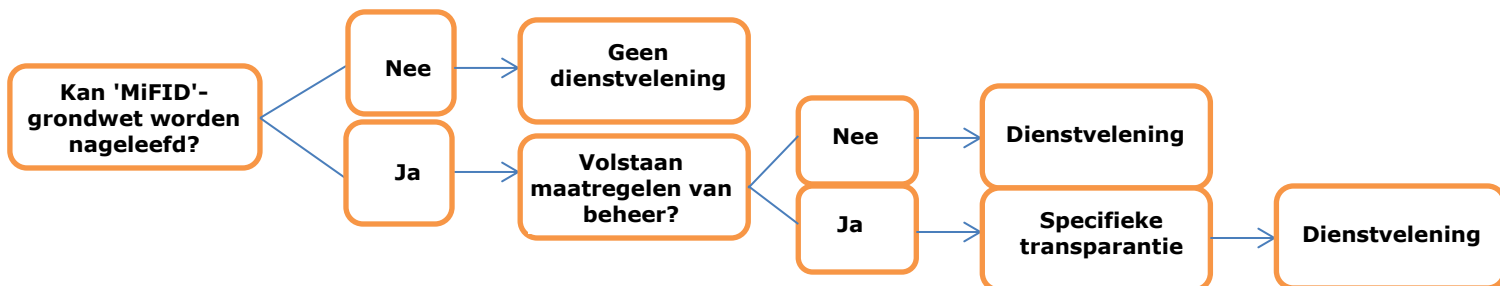 Kan 'MiFID'-
grondwet worden
nageleefd?
Nee
Geen
dienstvelening
Ja
Volstaan
maatregelen van
beheer?
Nee
Dienstvelening
Ja
Specifieke
transparantie
Dienstvelening